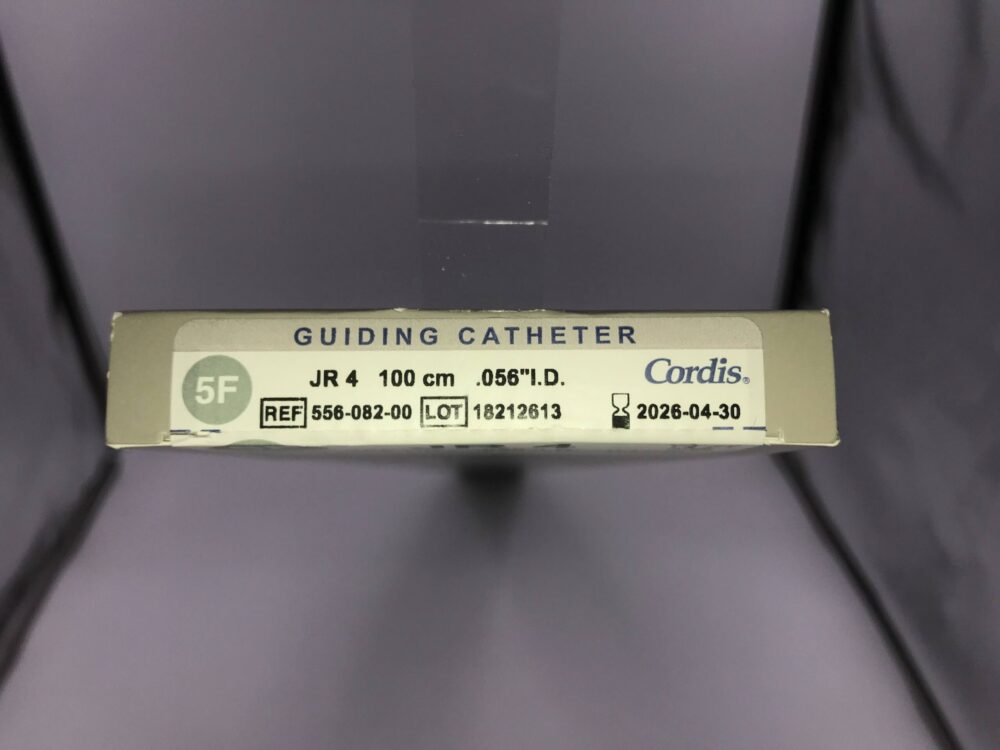 GUIDING CATHETER
5F
JR 4 100 cm .056"I.D.
Cordis®
REF 556-082-00 LOT 18212613 2026-04-30